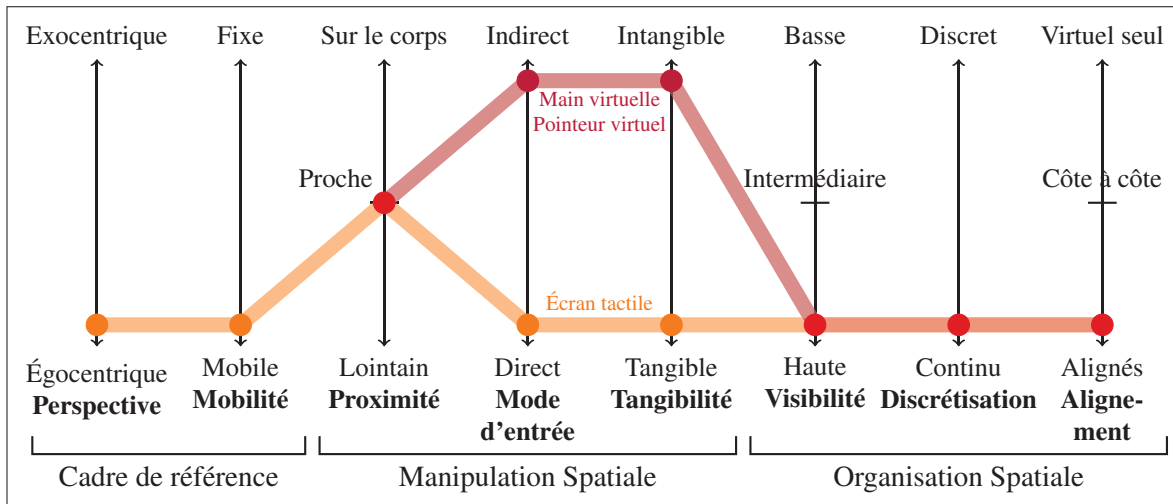 Exocentrique Fixe Sur le corps Indirect Intangible Basse Discret Virtuel seul
Main virtuelle
Pointeur virtuel
Proche Intermédiaire Côte à côte
Écran tactile
Égocentrique Mobile Lointain Direct Tangible Haute Continu Alignés
Perspective Mobilité Proximité Mode Tangibilité Visibilité Discrétisation Aligne-
d'entrée ment
Cadre de référence Manipulation Spatiale Organisation Spatiale